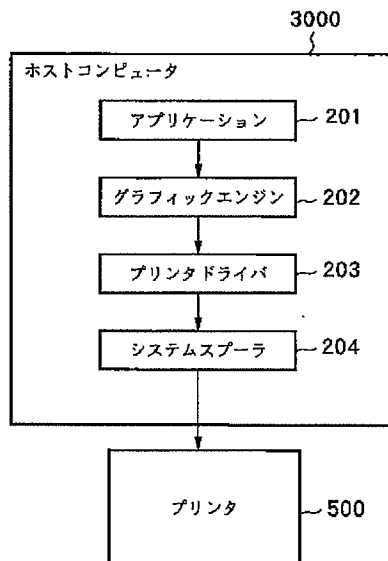 3000
ホストコンピュータ
アプリケーション 201
グラフィックエンジン 202
プリンタドライバ 203
システムスプーラ 204
プリンタ 500